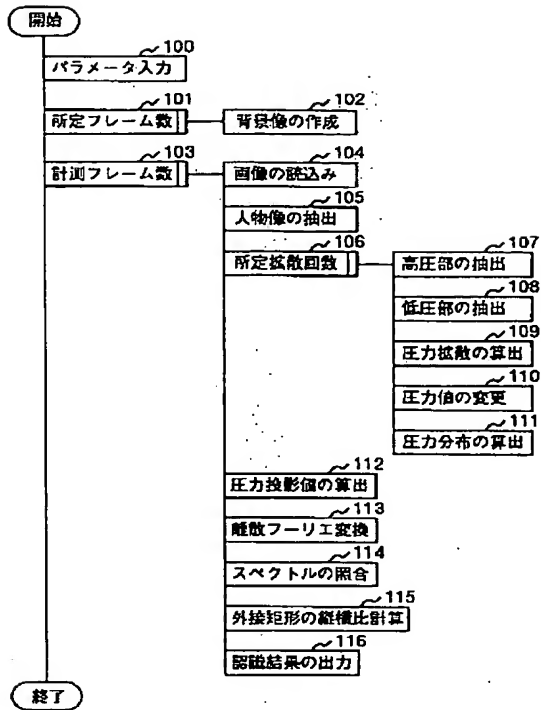 開始
100
パラメータ入力
101
所定フレーム数
102
背景像の作成
103
計測フレーム数
104
画像の読込み
105
人物像の抽出
106
所定拡散回数
107
高圧部の抽出
108
低圧部の抽出
109
圧力拡散の算出
110
圧力値の変更
111
圧力分布の算出
112
圧力投影値の算出
113
離散フーリエ変換
114
スペクトルの照合
115
外接矩形の縦横比計算
116
認識結果の出力
終了